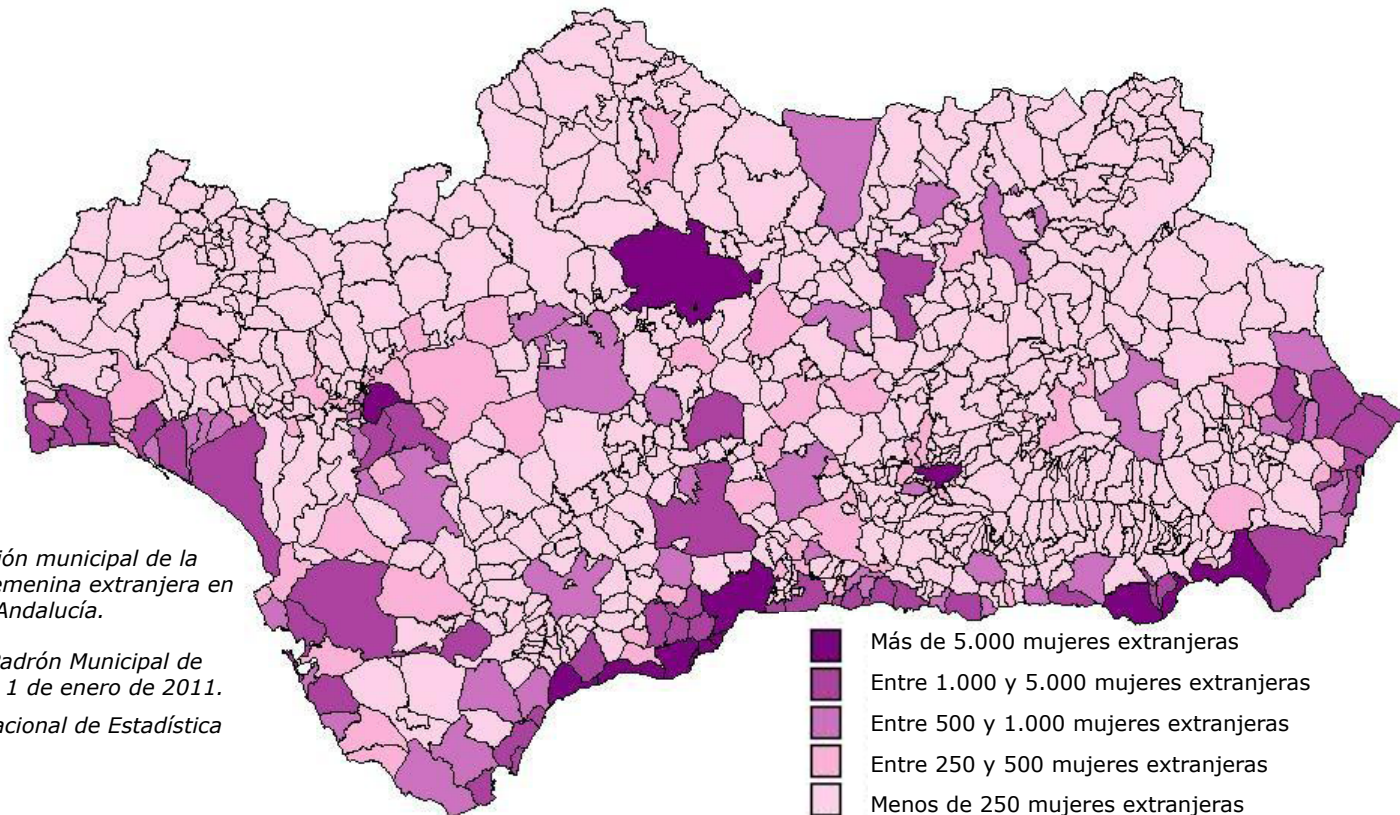 ión municipal de la
emenina extranjera en
Andalucía.
Padrón Municipal de
1 de enero de 2011.
acional de Estadística
Más de 5.000 mujeres extranjeras
Entre 1.000 y 5.000 mujeres extranjeras
Entre 500 y 1.000 mujeres extranjeras
Entre 250 y 500 mujeres extranjeras
Menos de 250 mujeres extranjeras